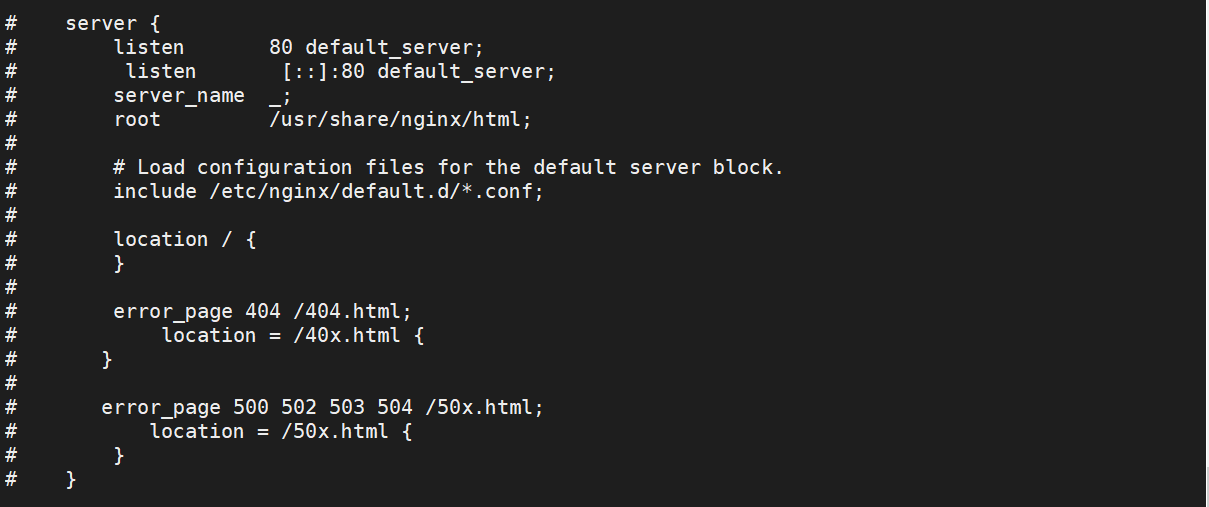 #    server {
#        listen       80 default_server;
#         listen       [::]:80 default_server;
#        server_name  _;
#        root         /usr/share/nginx/html;
#
#        # Load configuration files for the default server block.
#        include /etc/nginx/default.d/*.conf;
#
#        location / {
#        }
#
#        error_page 404 /404.html;
#            location = /40x.html {
#       }
#
#       error_page 500 502 503 504 /50x.html;
#           location = /50x.html {
#        }
#    }